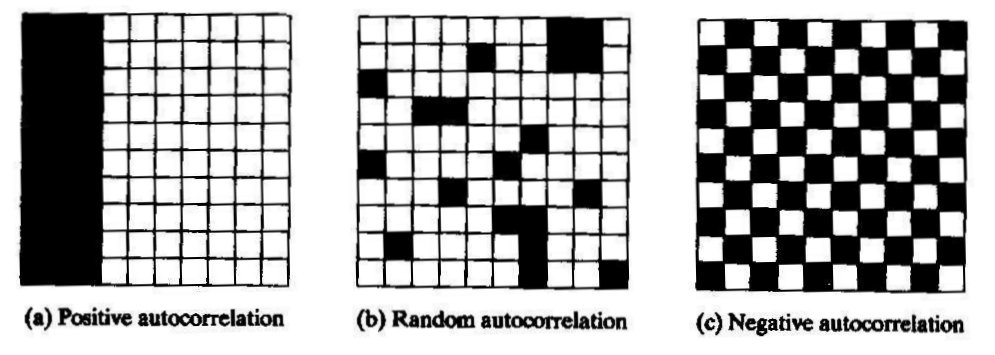 (a) Positive autocorrelation
(b) Random autocorrelation
(c) Negative autocorrelation